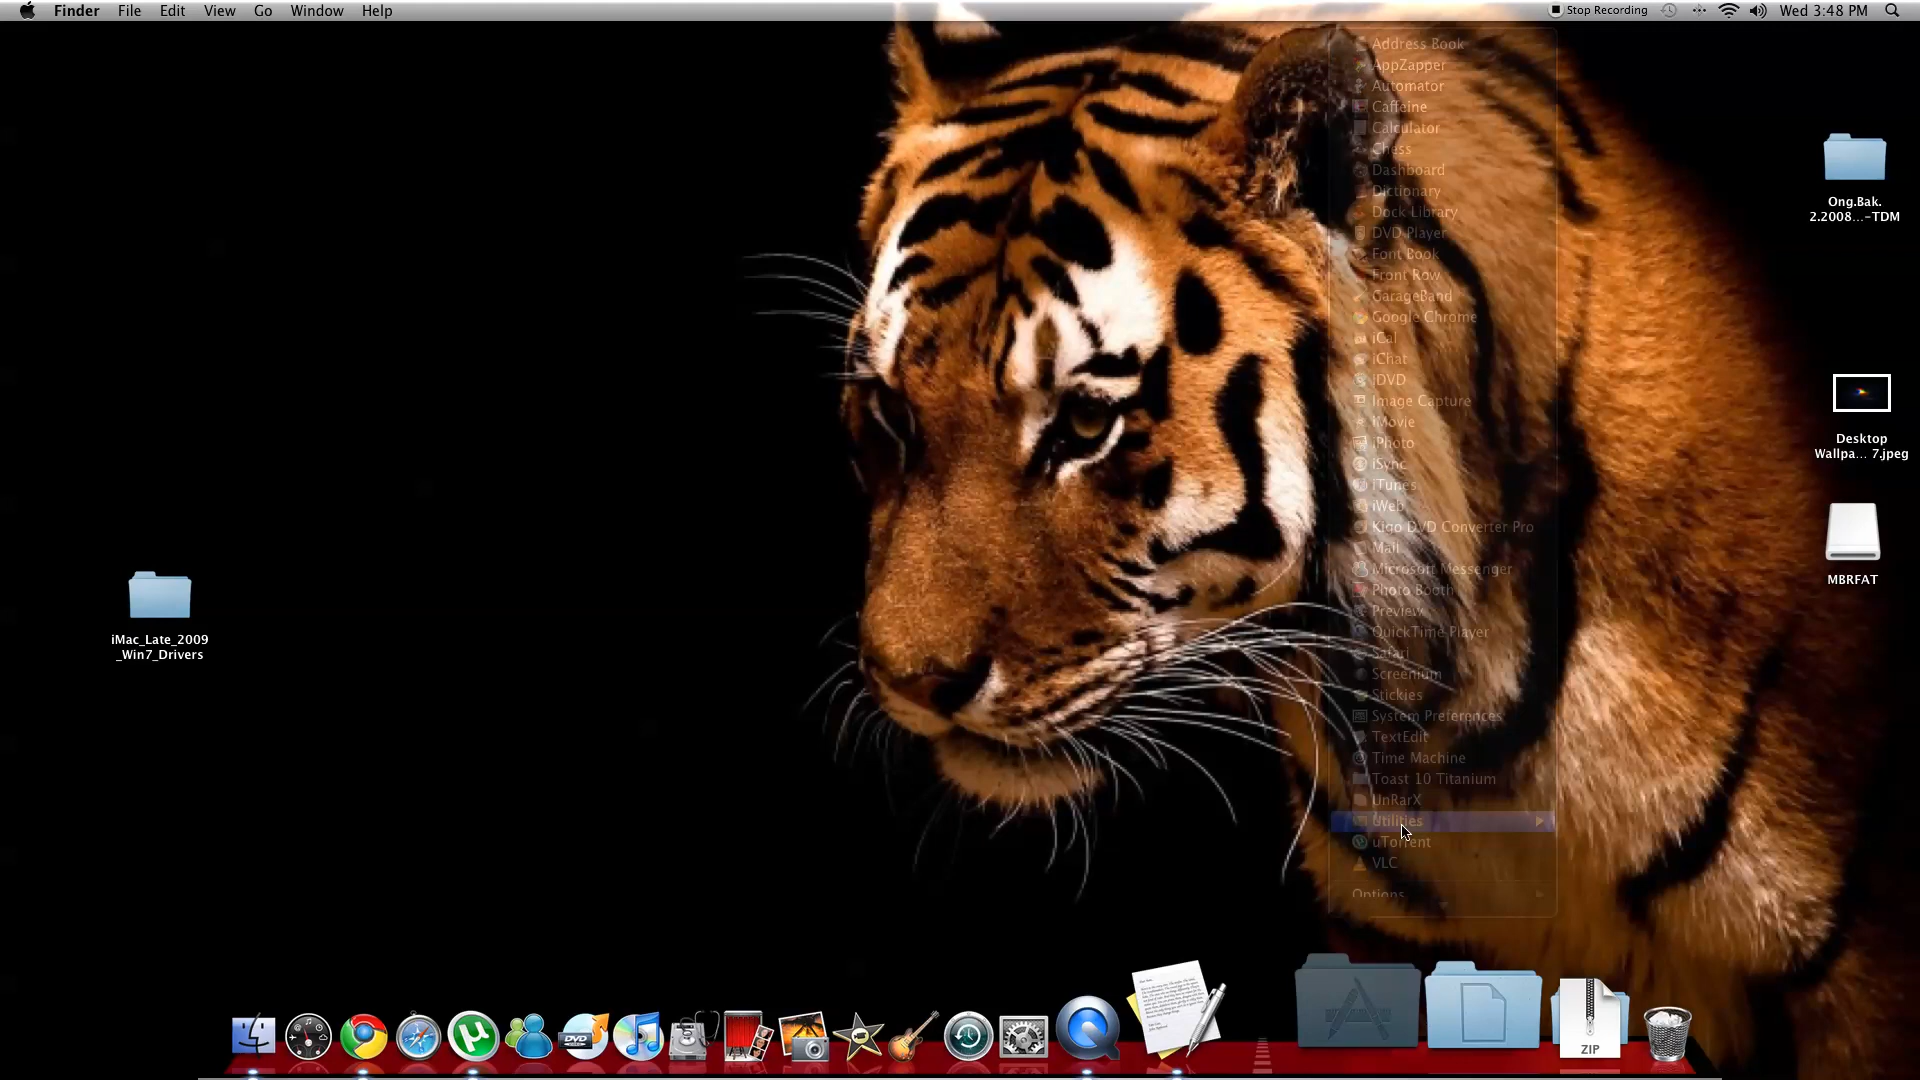 Finder File Edit View Go Window Help Stop Recording Wed 3:48 PM
Address Book
AppZapper
Automator
Caffeine
Calculator
Chess
Dashboard
Dictionary
Dock Library
DVD Player
Font Book
Front Row
GarageBand
Google Chrome
iCal
iChat
iDVD
Image Capture
iMovie
iPhoto
iSync
iTunes
iWeb
Kigo DVD Converter Pro
Mail
Microsoft Messenger
Photo Booth
Preview
QuickTime Player
Safari
Screenium
Stickies
System Preferences
TextEdit
Time Machine
Toast 10 Titanium
UnRarX
Utilities
uTorrent
VLC
Options
Ong.Bak.
2.2008...-TDM
Desktop
Wallpa... 7.jpeg
MBRFAT
iMac_Late_2009
_Win7_Drivers
DVD
ZIP